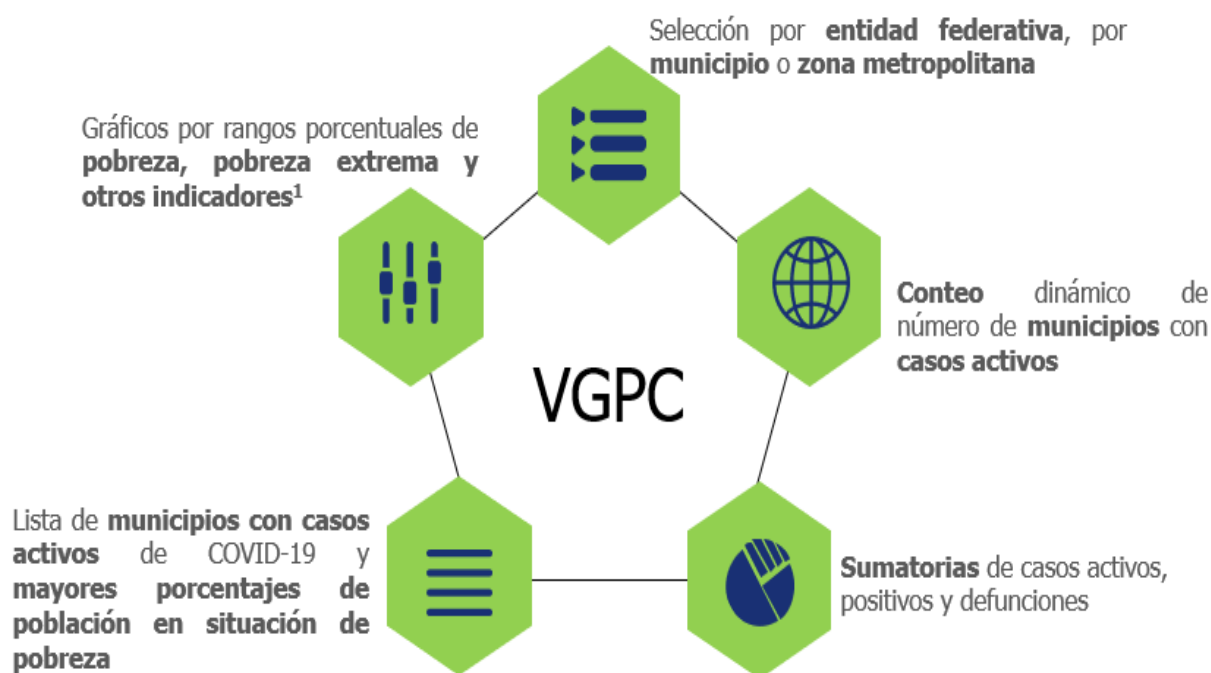 Selección por entidad federativa, por
municipio o zona metropolitana
Gráficos por rangos porcentuales de
pobreza, pobreza extrema y
otros indicadores¹
Conteo dinámico de
número de municipios con
casos activos
VGPC
Lista de municipios con casos
activos de COVID-19 y
mayores porcentajes de
población en situación de
pobreza
Sumatorias de casos activos,
positivos y defunciones